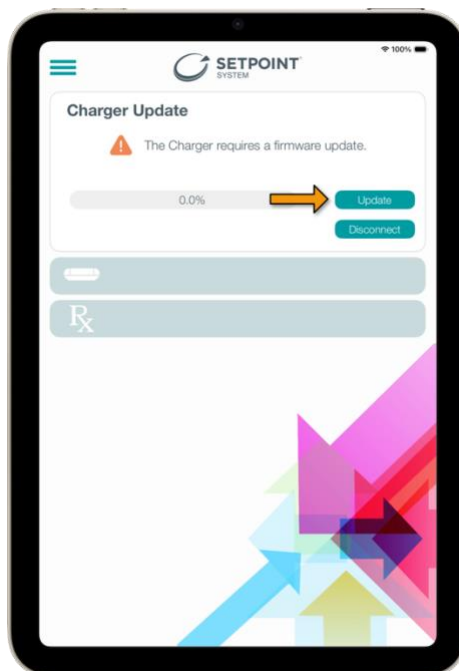 100%
SETPOINT
SYSTEM
Charger Update
The Charger requires a firmware update.
0.0%
Update
Disconnect
Rx